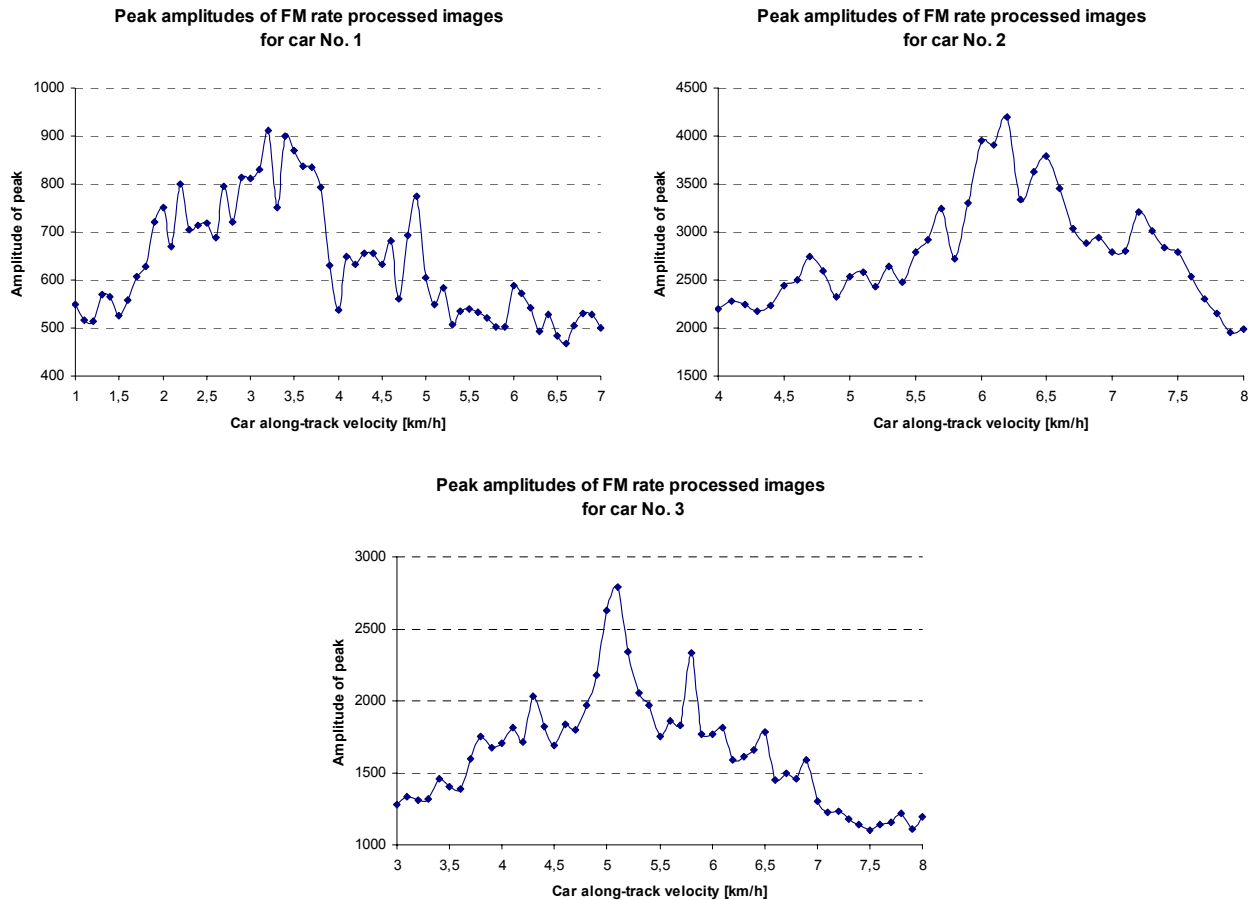 Peak amplitudes of FM rate processed images
for car No. 1
1000
900
800
700
600
500
400
Amplitude of peak
1 1,5 2 2,5 3 3,5 4 4,5 5 5,5 6 6,5 7
Car along-track velocity [km/h]
Peak amplitudes of FM rate processed images
for car No. 2
4500
4000
3500
3000
2500
2000
1500
Amplitude of peak
4 4,5 5 5,5 6 6,5 7 7,5 8
Car along-track velocity [km/h]
Peak amplitudes of FM rate processed images
for car No. 3
3000
2500
2000
1500
1000
Amplitude of peak
3 3,5 4 4,5 5 5,5 6 6,5 7 7,5 8
Car along-track velocity [km/h]